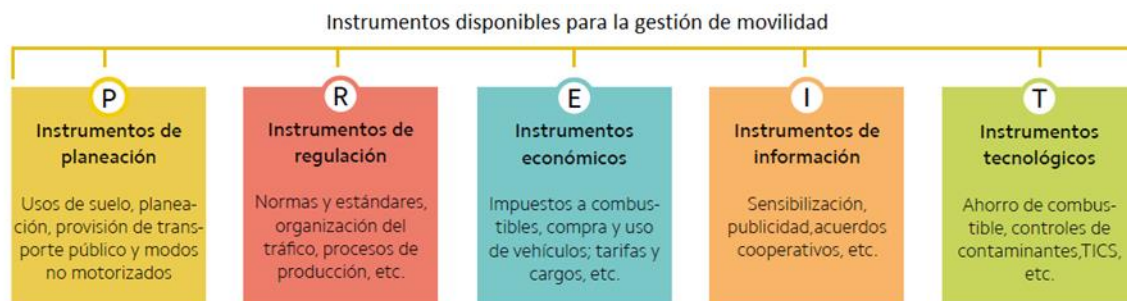 Instrumentos disponibles para la gestión de movilidad
P
Instrumentos de
planeación
Usos de suelo, planea-
ción, provisión de trans-
porte público y modos
no motorizados
R
Instrumentos de
regulación
Normas y estándares,
organización del
tráfico, procesos de
producción, etc.
E
Instrumentos
económicos
Impuestos a combus-
tibles, compra y uso
de vehículos; tarifas y
cargos, etc.
I
Instrumentos de
información
Sensibilización,
publicidad,acuerdos
cooperativos, etc.
T
Instrumentos
tecnológicos
Ahorro de combus-
tible, controles de
contaminantes,TICS,
etc.